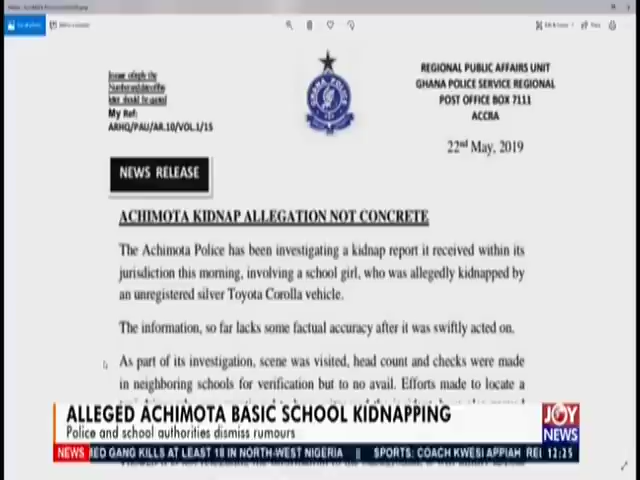 My Ref:
ARHQ/PAU/AR.10/VOL.1/15
GHANA POLICE
REGIONAL PUBLIC AFFAIRS UNIT
GHANA POLICE SERVICE REGIONAL
POST OFFICE BOX 7111
ACCRA
22nd May, 2019
NEWS RELEASE
ACHIMOTA KIDNAP ALLEGATION NOT CONCRETE
The Achimota Police has been investigating a kidnap report it received within its
jurisdiction this morning, involving a school girl, who was allegedly kidnapped by
an unregistered silver Toyota Corolla vehicle.
The information, so far lacks some factual accuracy after it was swiftly acted on.
As part of its investigation, scene was visited, head count and checks were made
in neighboring schools for verification but to no avail. Efforts made to locate a
ALLEGED ACHIMOTA BASIC SCHOOL KIDNAPPING
Police and school authorities dismiss rumours
JOY
NEWS
NEWS
ED GANG KILLS AT LEAST 18 IN NORTH-WEST NIGERIA || SPORTS: COACH KWESI APPIAH REL
12:25